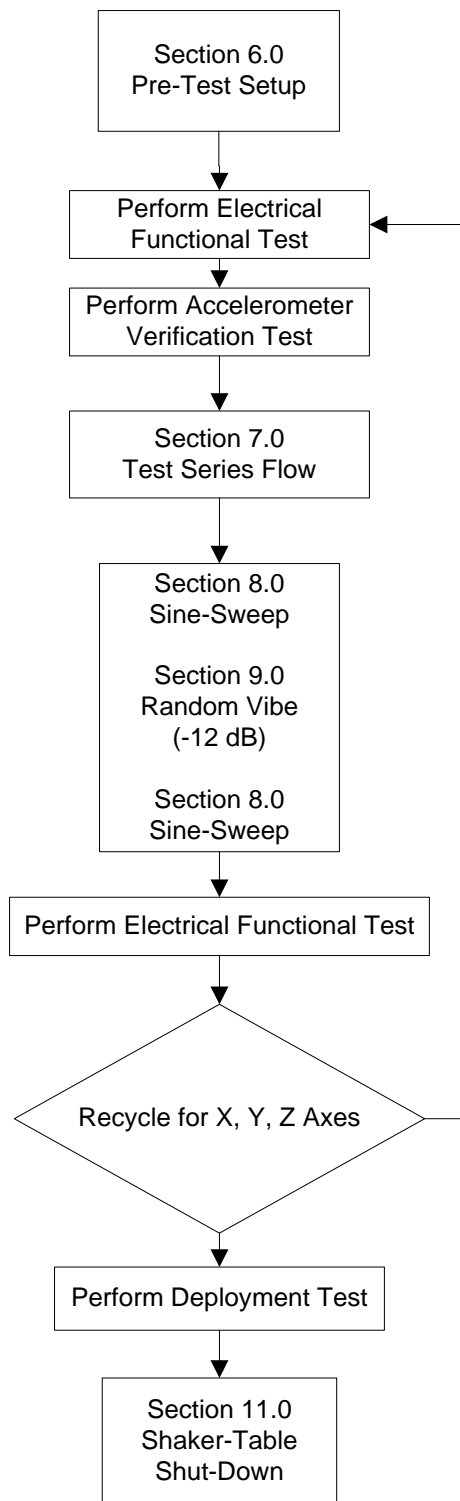 Section 6.0
Pre-Test Setup
Perform Electrical
Functional Test
Perform Accelerometer
Verification Test
Section 7.0
Test Series Flow
Section 8.0
Sine-Sweep
Section 9.0
Random Vibe
(-12 dB)
Section 8.0
Sine-Sweep
Perform Electrical Functional Test
Recycle for X, Y, Z Axes
Perform Deployment Test
Section 11.0
Shaker-Table
Shut-Down